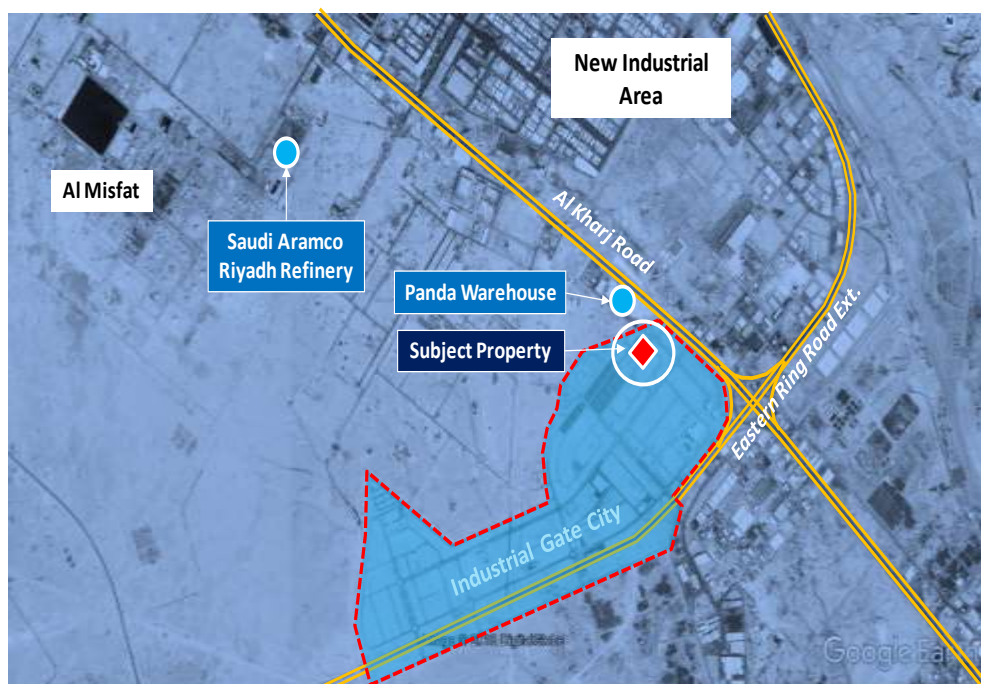 N
New Industrial
Area
Al Misfat
Saudi Aramco
Riyadh Refinery
Al Kharj Road
Panda Warehouse
Subject Property
Eastern Ring Road Ext.
Industrial Gate City
Google Earth